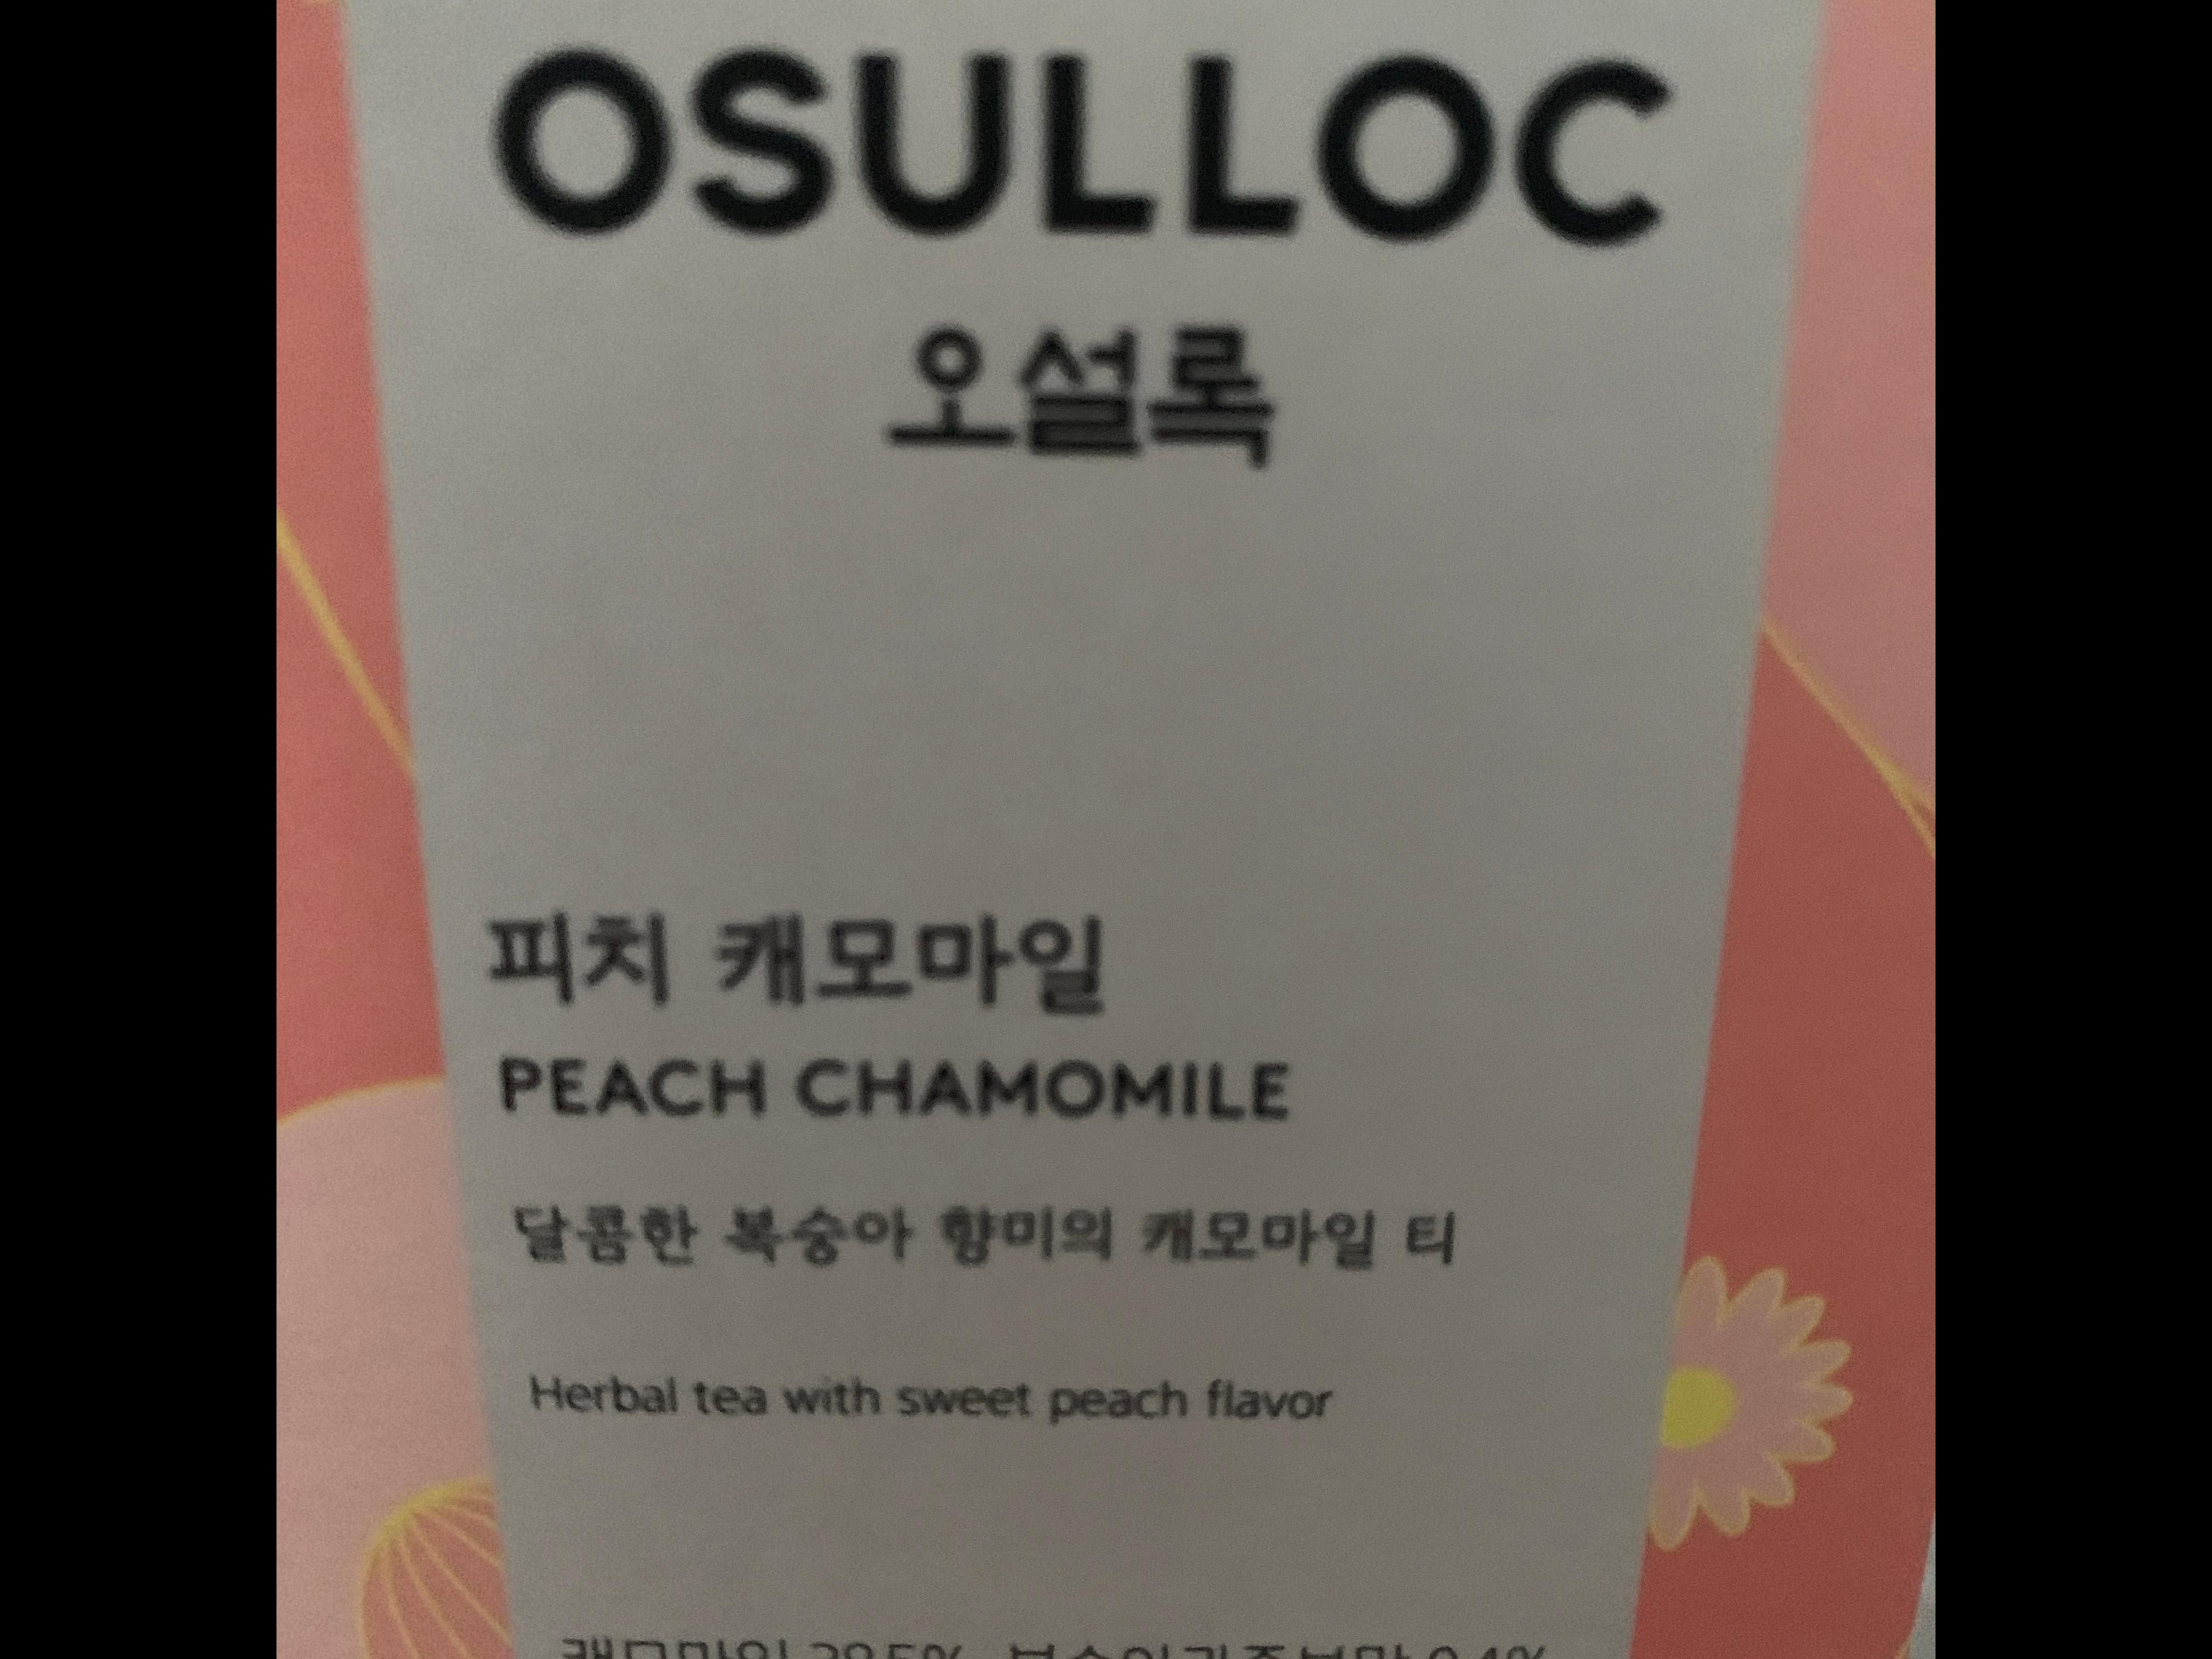 OSULLOC
오설록
피치 캐모마일
PEACH CHAMOMILE
달콤한 복숭아 향미의 캐모마일 티
Herbal tea with sweet peach flavor